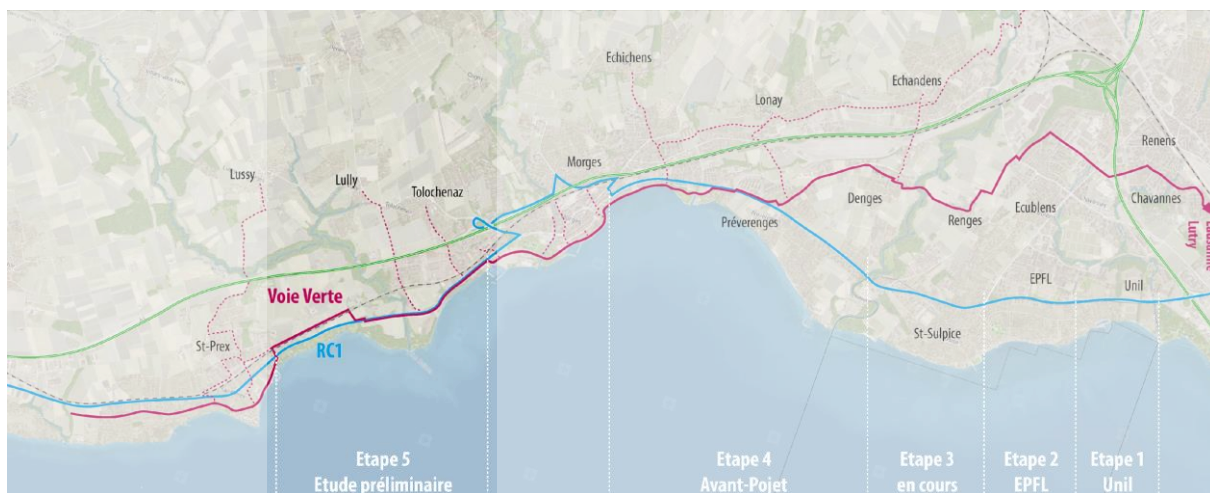 Echichens
Echandens
Lonay
Renens
Morges
Lussy
Lully
Tolochenaz
Denges
Ecublens
Chavannes
Renges
Préverenges
Lausanne
Lutry
EPFL
Unil
Voie Verte
St-Prex
RC1
St-Sulpice
Etape 5
Etude préliminaire
Etape 4
Avant-Pojet
Etape 3
en cours
Etape 2
EPFL
Etape 1
Unil